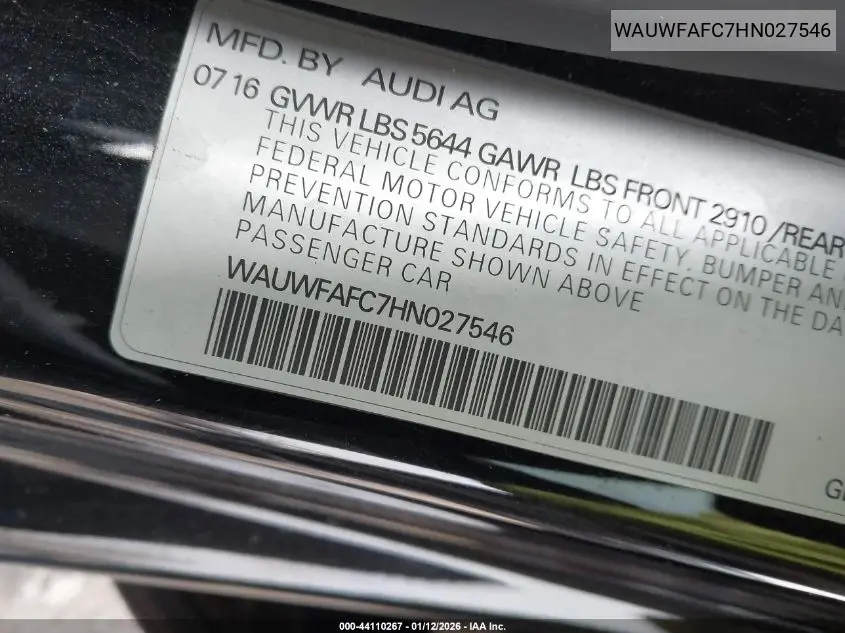 WAUWFAFC7HN027546
MFD. BY AUDI AG
07 16 GVWR LBS 5644 GAWR LBS FRONT 2910 /REAR
THIS VEHICLE CONFORMS TO ALL APPLICABLE
FEDERAL MOTOR VEHICLE SAFETY, BUMPER AN
PREVENTION STANDARDS IN EFFECT ON THE DA
MANUFACTURE SHOWN ABOVE
PASSENGER CAR
WAUWFAFC7HN027546
000-44110267 - 01/12/2026 - IAA Inc.